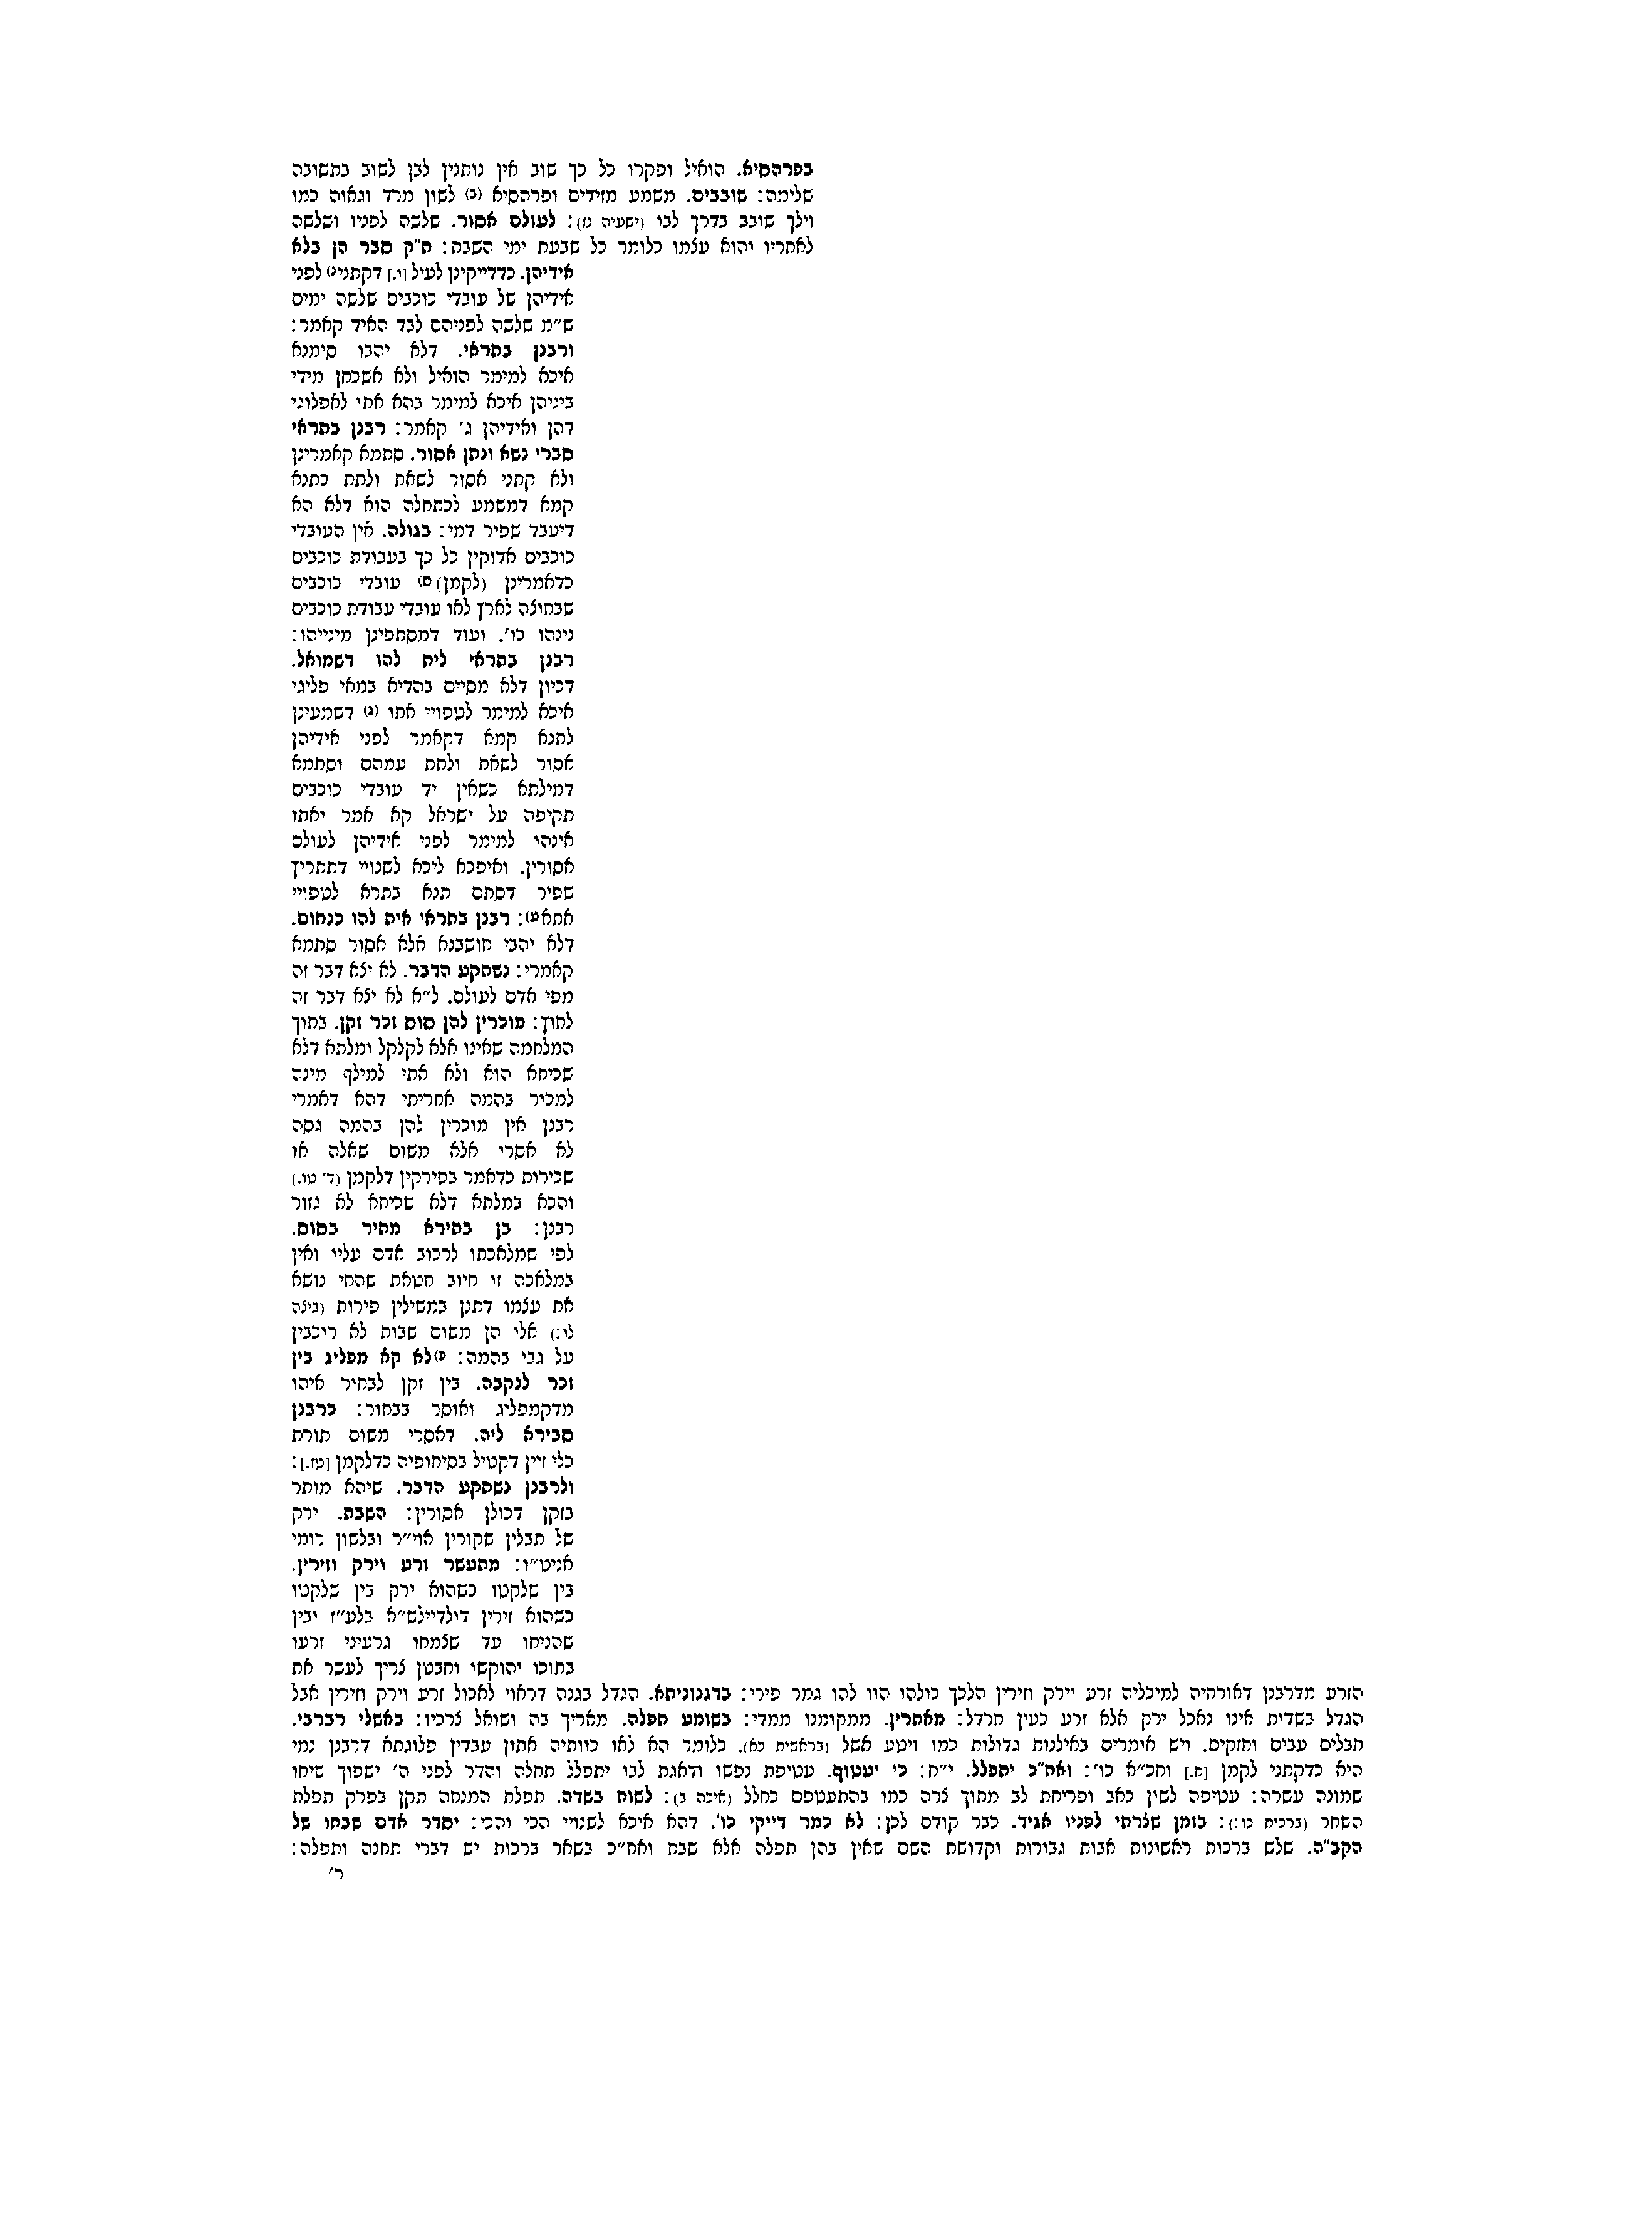 בפרהסיא. הואיל ופקרו כל כך שוב אין נותנין לבן לשוב בתשובה
שלימה: שובבים. משמע מזידים ופרהסיא (ב) לשון מרד וגאוה כמו
וילך שובב בדרך לבו (ישעיה נז): לעולם אסור. שלשה לפניו ושלשה
לאחריו והוא עצמו כלומר כל שבעת ימי השבת: ת"ק סבר הן בלא
אידיהן. כדדייקינן לעיל [ו.] דקתני לפני
אידיהן של עובדי כוכבים שלשה ימים
ש"מ שלשה לפניהם לבד האיד קאמר:
ורבנן בתראי. דלא יהבו סימנא
איכא למימר הואיל ולא אשכחן מידי
ביניהן איכא למימר בהא אתו לאפלוגי
דהן ואידיהן ג' קאמר: רבנן בתראי
סברי נשא ונתן אסור. סתמא קאמרינן
ולא קתני אסור לשאת ולתת כתנא
קמא דמשמע לכתחלה הוא דלא הא
דיעבד שפיר דמי: בגולה. אין העובדי
כוכבים אדוקין כל כך בעבודת כוכבים
כדאמרינן (לקמן)ס) עובדי כוכבים
שבחוצה לארץ לאו עובדי עבודת כוכבים
נינהו כו'. ועוד דמסתפינן מינייהו:
רבנן בתראי לית להו דשמואל.
דכיון דלא מסיים בהדיא במאי פליגי
איכא למימר לטפויי אתו (ג) דשמעינן
לתנא קמא דקאמר לפני אידיהן
אסור לשאת ולתת עמהם וסתמא
דמילתא כשאין יד עובדי כוכבים
תקיפה על ישראל קא אמר ואתו
אינהו למימר לפני אידיהן לעולם
אסורין. ואיפכא ליכא לשנויי דתתריץ
שפיר דסתם תנא בתרא לטפויי
אתאע): רבנן בתראי אית להו כנחום.
דלא יהבי חושבנא אלא אסור סתמא
קאמרי: נשתקע הדבר. לא יצא דבר זה
מפי אדם לעולם. ל"א לא יצא דבר זה
לחוץ: מוכרין להן סוס זכר זקן. בתוך
המלחמה שאינו אלא לקלקל ומלתא דלא
שכיחא הוא ולא אתי למילף מינה
למכור בהמה אחריתי דהא דאמרי
רבנן אין מוכרין להן בהמה גסה
לא אסרו אלא משום שאלה או
שכירות כדאמר בפירקין דלקמן (ד' טו.)
והכא במלתא דלא שכיחא לא גזור
רבנן: בן בתירא מתיר בסוס.
לפי שמלאכתו לרכוב אדם עליו ואין
במלאכה זו חיוב חטאת שהחי נושא
את עצמו דתנן במשילין פירות (ביצה
לו:) אלו הן משום שבות לא רוכבין
על גבי בהמה: פ)לא קא מפליג בין
זכר לנקבה. בין זקן לבחור איהו
מדקמפליג ואוסר בבחור: כרבנן
סבירא ליה. דאסרי משום תורת
כלי זיין דקטיל בסיחופיה כדלקמן [טז.]:
ולרבנן נשתקע הדבר. שיהא מותר
בזקן דכולן אסורין: השבת. ירק
של תבלין שקורין אוי"ר ובלשון רומי
אניט"ו: מתעשר זרע וירק וזירין.
בין שלקטו כשהוא ירק בין שלקטו
כשהוא זירין דולדיילש"א בלע"ז ובין
שהניחו עד שצמחו גרעיני זרעו
בתוכו והוקשו וחבטן צריך לעשר את
הזרע מדרבנן דאורחיה למיכליה זרע וירק וזירין הלכך כולהו הוו להו גמר פירי: בדגנוניתא. הגדל בגנה דראוי לאכול זרע וירק וזירין אבל
הגדל בשדות אינו נאכל ירק אלא זרע כעין חרדל: מאתרין. ממקומנו ממדי: בשומע תפלה. מאריך בה ושואל צרכיו: באשלי רברבי.
חבלים עבים וחזקים. ויש אומרים באילנות גדולות כמו ויטע אשל (בראשית כא). כלומר הא לאו כוותיה אתון עבדין פלוגתא דרבנן נמי
היא כדקתני לקמן [ח.] וחכ"א כו': ואח"כ יתפלל. י"ח: כי יעטוף. עטיפת נפשו ודאגת לבו יתפלל תחלה והדר לפני ה' ישפוך שיחו
שמונה עשרה: עטיפה לשון כאב ופריחת לב מתוך צרה כמו בהתעטפם כחלל (איכה ב): לשוח בשדה. תפלת המנחה תקן בפרק תפלת
השחר (ברכות כו:): בזמן שצרתי לפניו אגיד. כבר קודם לכן: לא כמר דייקי כו'. דהא איכא לשנויי הכי והכי: יסדר אדם שבחו של
הקב"ה. שלש ברכות ראשונות אבות גבורות וקדושת השם שאין בהן תפלה אלא שבח ואח"כ בשאר ברכות יש דברי תחנה ותפלה:
ר'